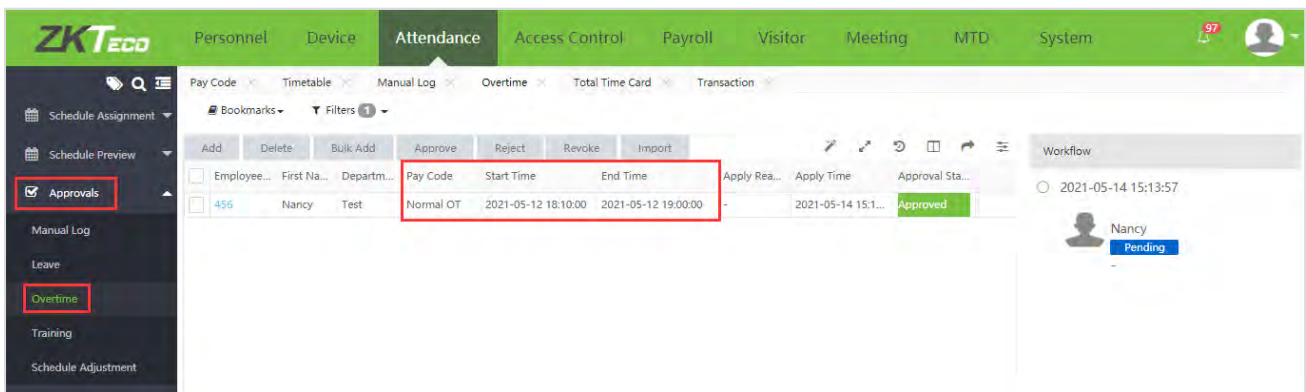 ZKTeco Personnel Device Attendance Access Control Payroll Visitor Meeting MTD System 97
Pay Code Timetable Manual Log Overtime Total Time Card Transaction
Bookmarks Filters 1
Schedule Assignment
Schedule Preview
Approvals
Manual Log
Leave
Overtime
Training
Schedule Adjustment
Add Delete Bulk Add Approve Reject Revoke Import
Employee... First Na... Departm... Pay Code Start Time End Time Apply Rea... Apply Time Approval Sta...
456 Nancy Test Normal OT 2021-05-12 18:10:00 2021-05-12 19:00:00 - 2021-05-14 15:1... Approved
Workflow
2021-05-14 15:13:57
Nancy
Pending
-